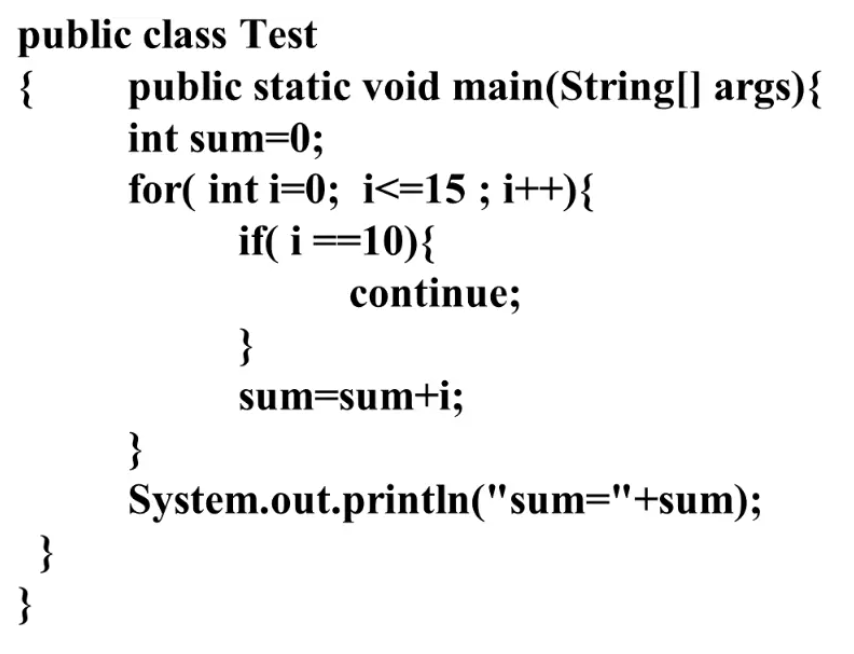 public class Test
{ public static void main(String[] args){
int sum=0;
for( int i=0; i<=15 ; i++){
if( i ==10){
continue;
}
sum=sum+i;
}
System.out.println("sum="+sum);
}
}